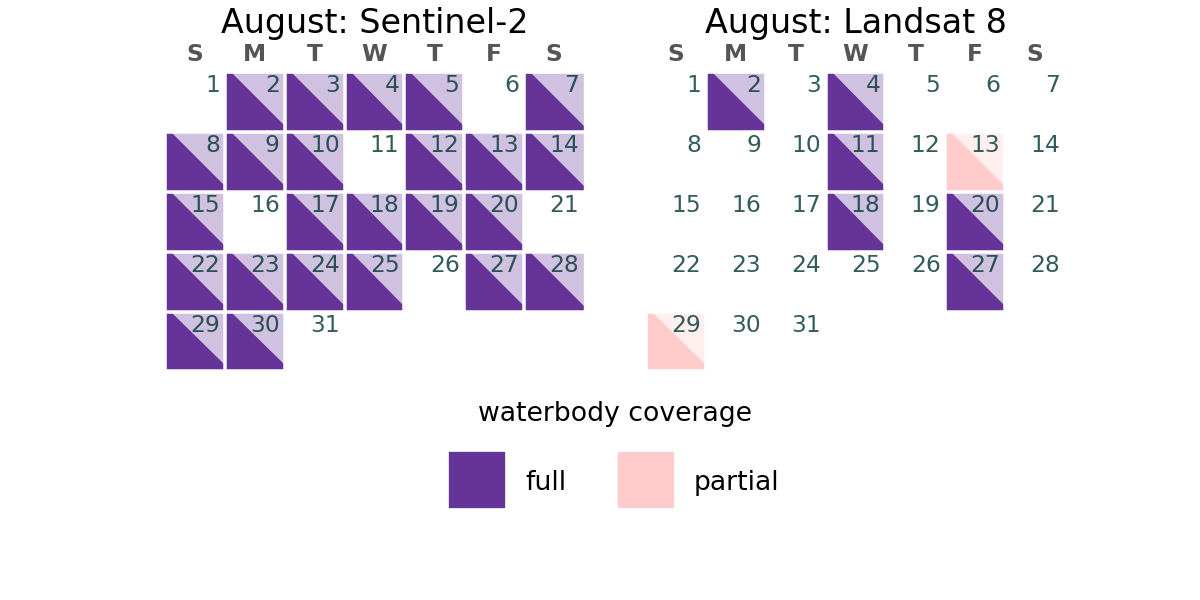 August: Sentinel-2
S M T W T F S
1 2 3 4 5 6 7
8 9 10 11 12 13 14
15 16 17 18 19 20 21
22 23 24 25 26 27 28
29 30 31
August: Landsat 8
S M T W T F S
1 2 3 4 5 6 7
8 9 10 11 12 13 14
15 16 17 18 19 20 21
22 23 24 25 26 27 28
29 30 31
waterbody coverage
full
partial